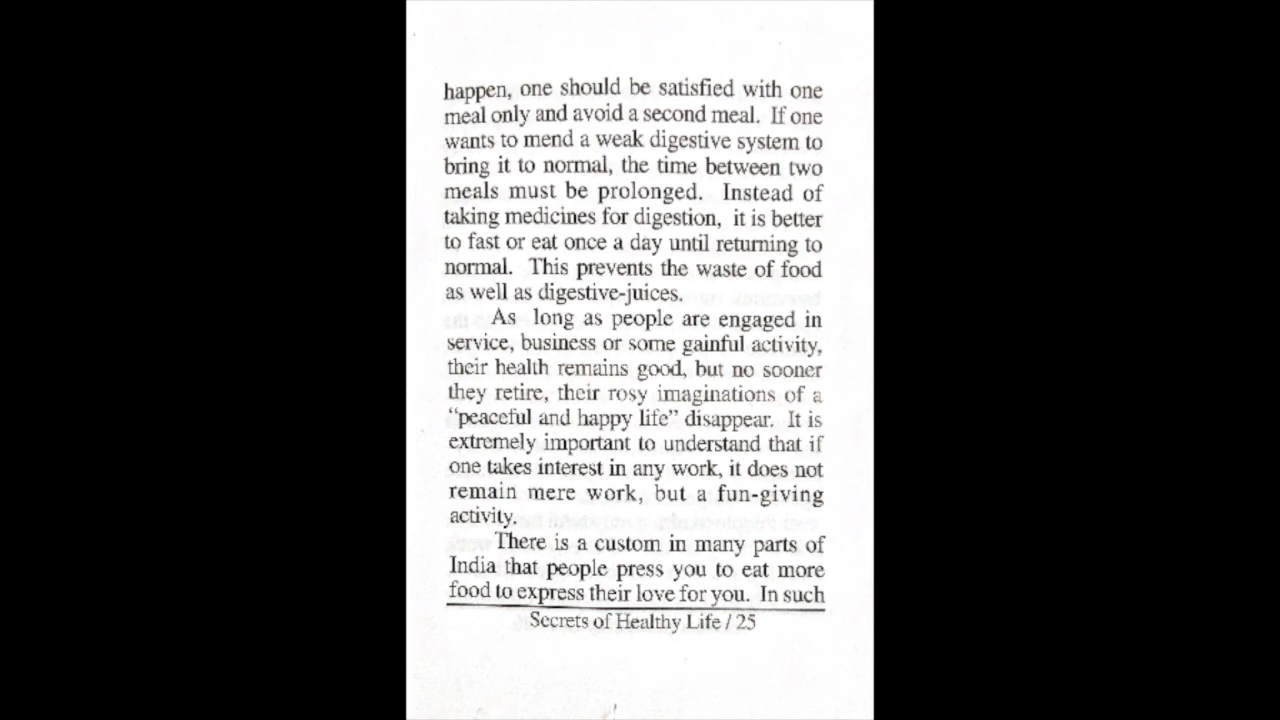 happen, one should be satisfied with one
meal only and avoid a second meal. If one
wants to mend a weak digestive system to
bring it to normal, the time between two
meals must be prolonged. Instead of
taking medicines for digestion, it is better
to fast or eat once a day until returning to
normal. This prevents the waste of food
as well as digestive-juices.
As long as people are engaged in
service, business or some gainful activity,
their health remains good, but no sooner
they retire, their rosy imaginations of a
“peaceful and happy life” disappear. It is
extremely important to understand that if
one takes interest in any work, it does not
remain mere work, but a fun-giving
activity.
There is a custom in many parts of
India that people press you to eat more
food to express their love for you. In such
Secrets of Healthy Life / 25